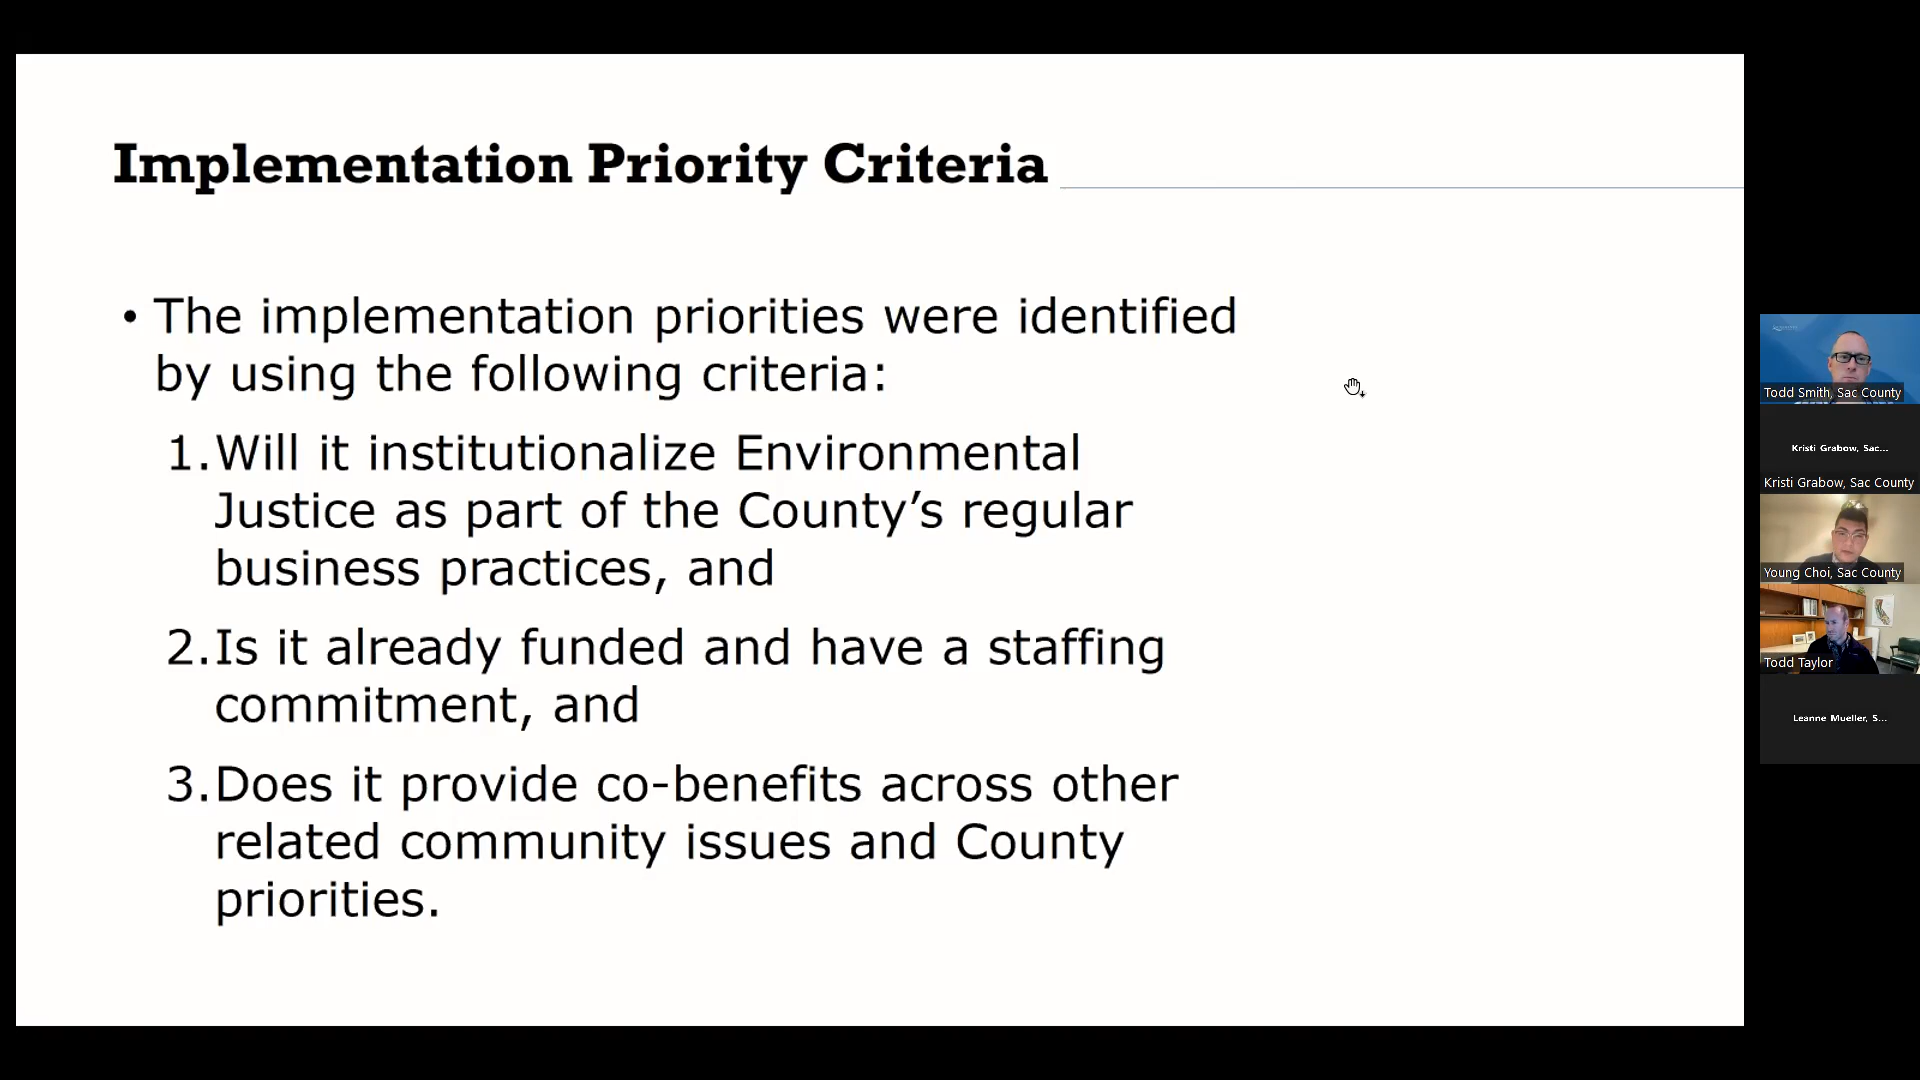 Implementation Priority Criteria
• The implementation priorities were identified
by using the following criteria:
1.Will it institutionalize Environmental
Justice as part of the County’s regular
business practices, and
2.Is it already funded and have a staffing
commitment, and
3.Does it provide co-benefits across other
related community issues and County
priorities.
Todd Smith, Sac County
Kristi Grabow, Sac...
Kristi Grabow, Sac County
Young Choi, Sac County
Todd Taylor
Leanne Mueller, S...